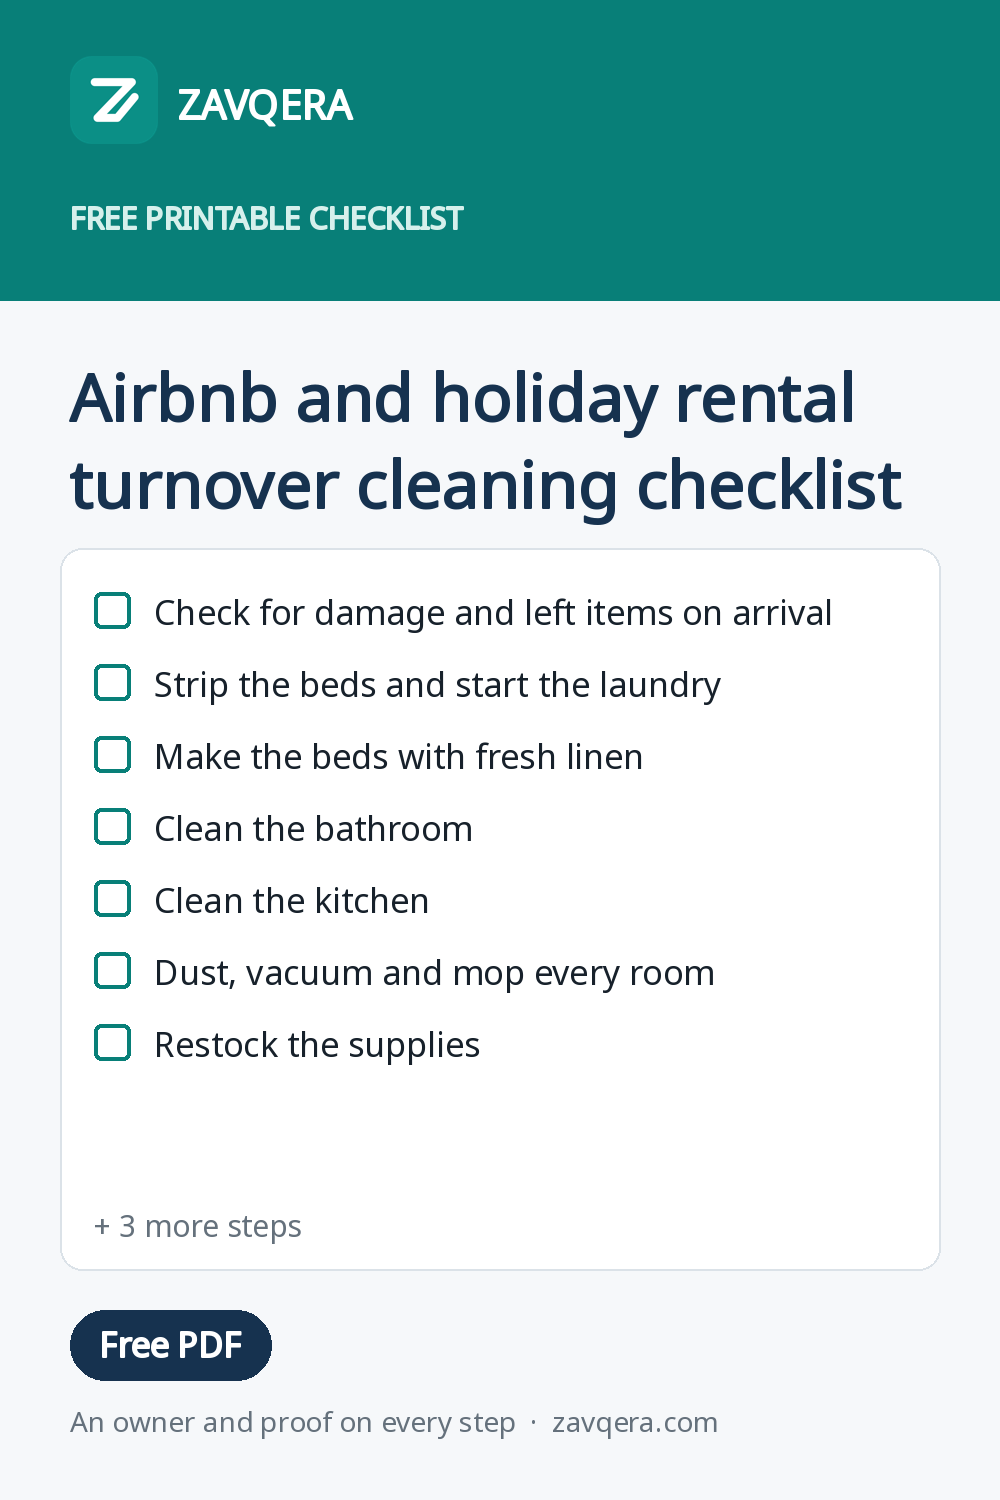 ZAVQERA
FREE PRINTABLE CHECKLIST
Airbnb and holiday rental
turnover cleaning checklist
Check for damage and left items on arrival
Strip the beds and start the laundry
Make the beds with fresh linen
Clean the bathroom
Clean the kitchen
Dust, vacuum and mop every room
Restock the supplies
+ 3 more steps
Free PDF
An owner and proof on every step · zavqera.com